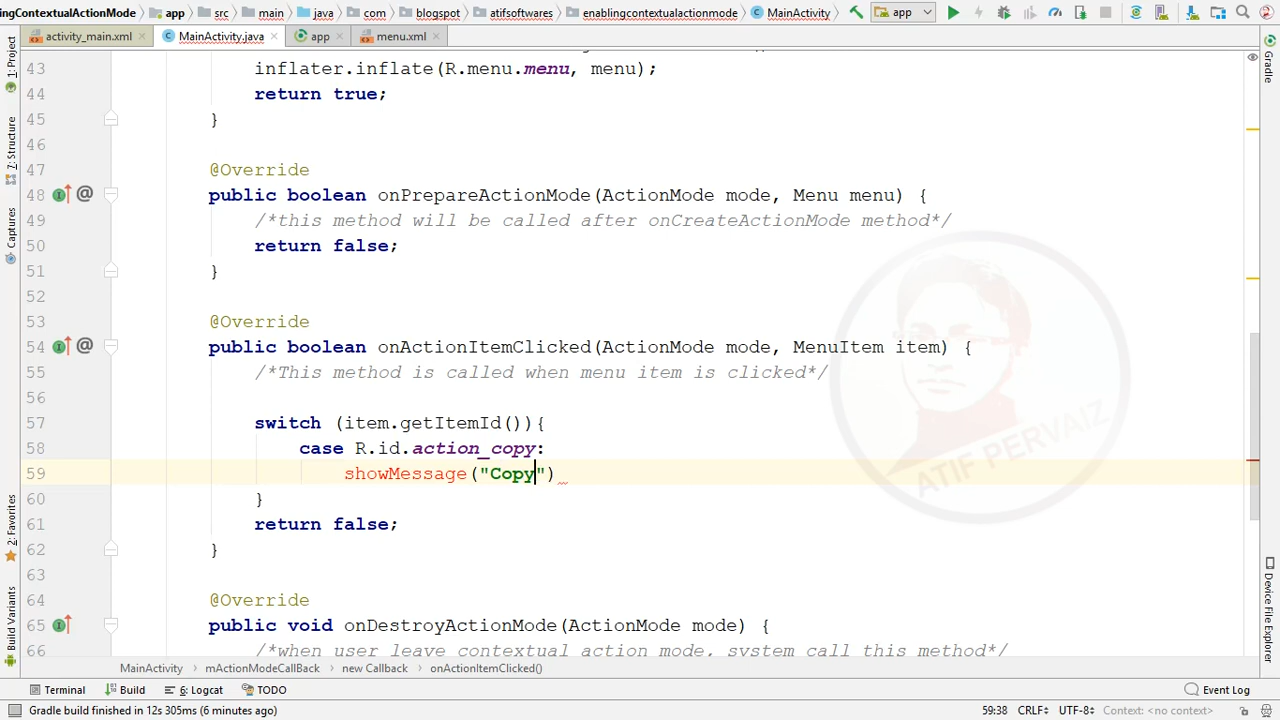 ngContextualActionMode app src main java com blogspot atifsoftwares enablingcontextualactionmode MainActivity app
activity_main.xml MainActivity.java app menu.xml
1: Project
7: Structure
Captures
2: Favorites
Build Variants
Gradle
Device File Explorer
43 inflater.inflate(R.menu.menu, menu);
44 return true;
45 }
46
47 @Override
48 public boolean onPrepareActionMode(ActionMode mode, Menu menu) {
49 /*this method will be called after onCreateActionMode method*/
50 return false;
51 }
52
53 @Override
54 public boolean onActionItemClicked(ActionMode mode, MenuItem item) {
55 /*This method is called when menu item is clicked*/
56
57 switch (item.getItemId()){
58 case R.id.action_copy:
59 showMessage("Copy")
60 }
61 return false;
62 }
63
64 @Override
65 public void onDestroyActionMode(ActionMode mode) {
66 /*when user leave contextual action mode, system call this method*/
ATIF PERVAIZ
MainActivity mActionModeCallBack new Callback onActionItemClicked()
Terminal Build 6: Logcat TODO Event Log
Gradle build finished in 12s 305ms (6 minutes ago) 59:38 CRLF UTF-8 Context: <no context>